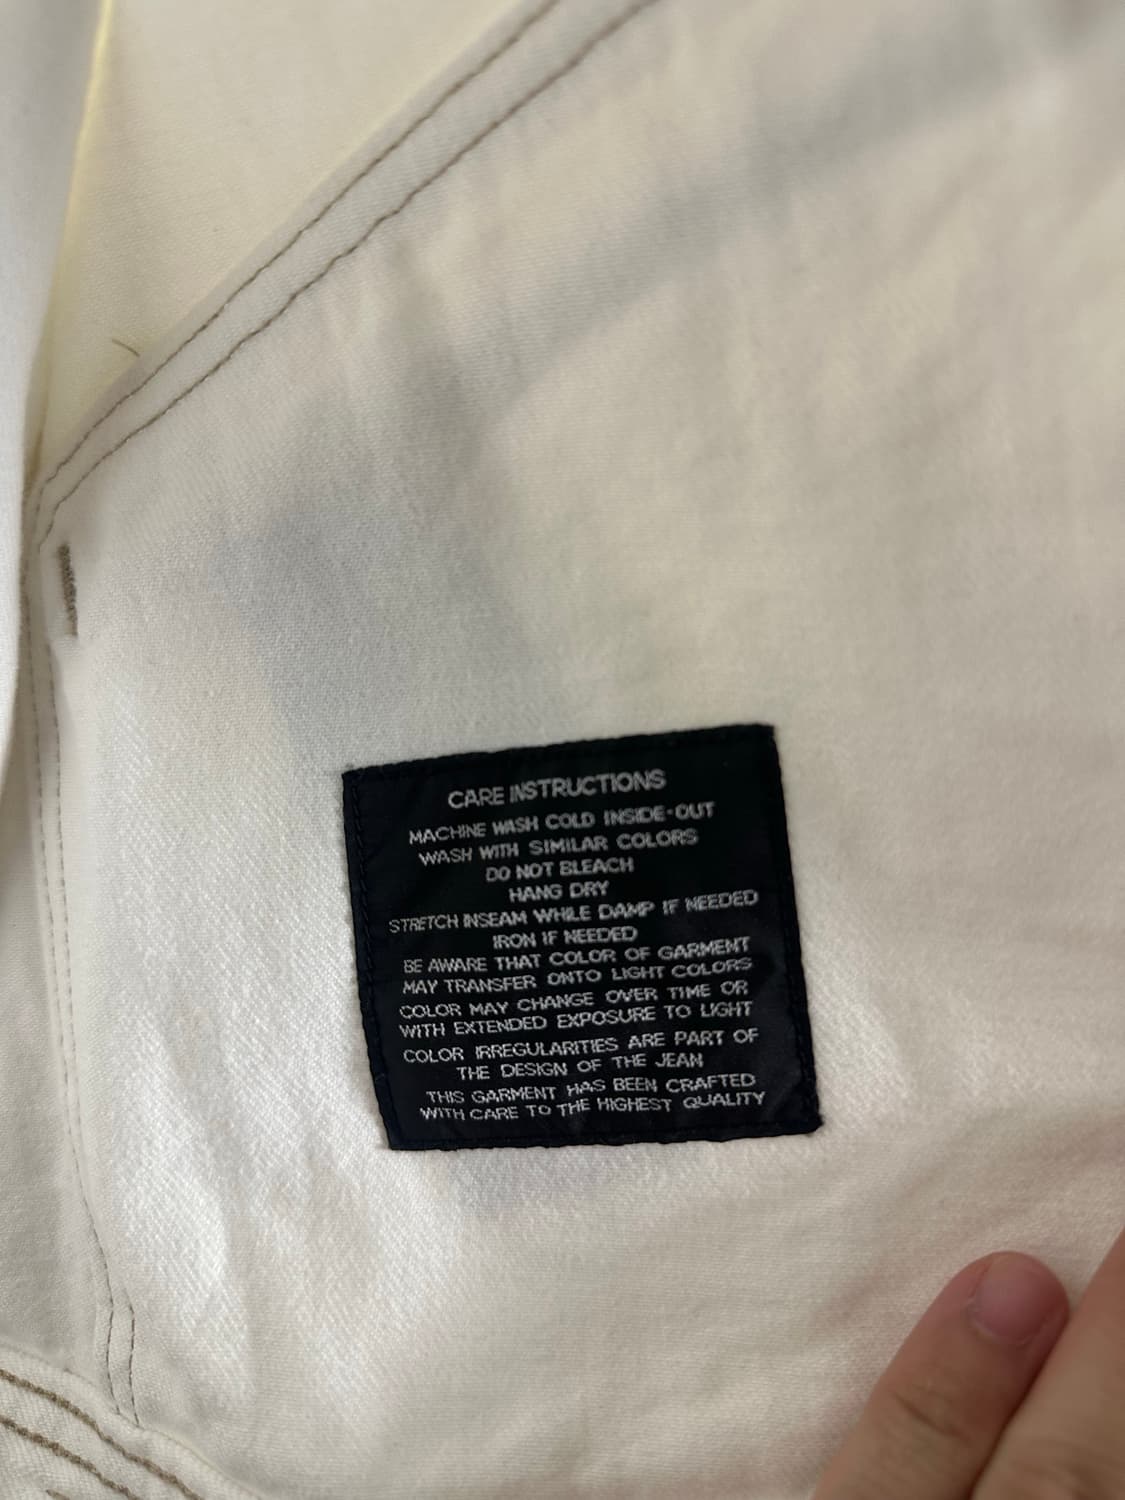 CARE INSTRUCTIONS
MACHINE WASH COLD INSIDE-OUT
WASH WITH SIMILAR COLORS
DO NOT BLEACH
HANG DRY
STRETCH INSEAM WHILE DAMP IF NEEDED
IRON IF NEEDED
BE AWARE THAT COLOR OF GARMENT
MAY TRANSFER ONTO LIGHT COLORS
COLOR MAY CHANGE OVER TIME OR
WITH EXTENDED EXPOSURE TO LIGHT
COLOR IRREGULARITIES ARE PART OF
THE DESIGN OF THE JEAN
THIS GARMENT HAS BEEN CRAFTED
WITH CARE TO THE HIGHEST QUALITY